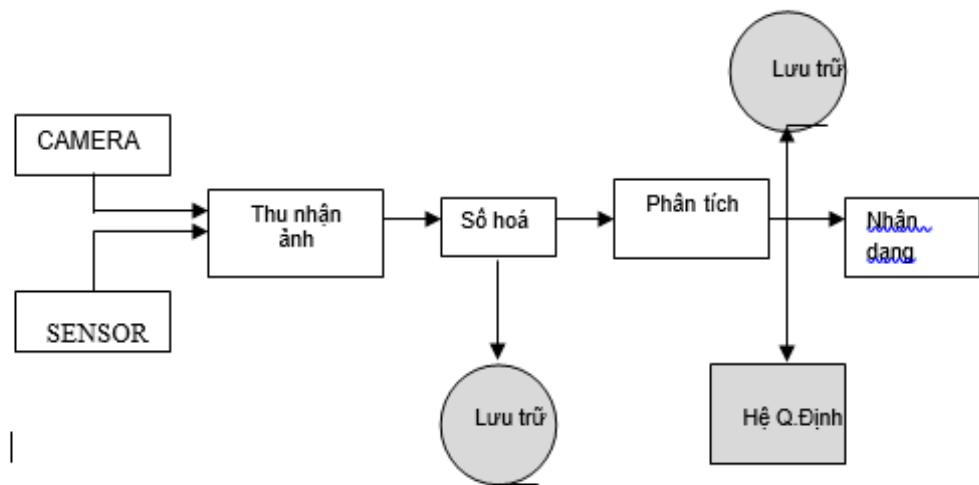 Lưu trữ
CAMERA
Thu nhận
ảnh
Số hoá
Phân tích
Nhận
dạng
SENSOR
Lưu trữ
Hệ Q.Định